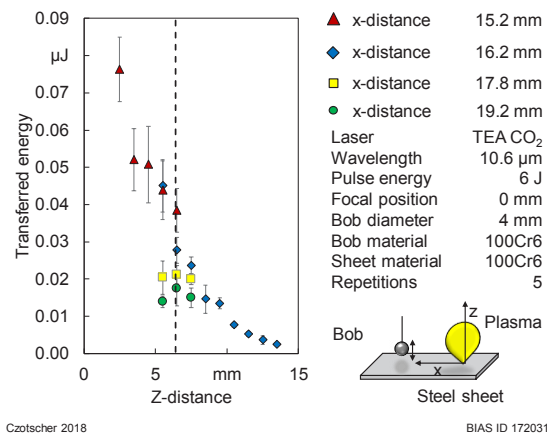 0.09
µJ
0.07
0.06
0.05
0.04
0.03
0.02
0.01
0.00
Transferred energy
0 5 mm 15
Z-distance
x-distance 15.2 mm
x-distance 16.2 mm
x-distance 17.8 mm
x-distance 19.2 mm
Laser TEA CO₂
Wavelength 10.6 µm
Pulse energy 6 J
Focal position 0 mm
Bob diameter 4 mm
Bob material 100Cr6
Sheet material 100Cr6
Repetitions 5
z Plasma
Bob
x
Steel sheet
Czotscher 2018 BIAS ID 172031